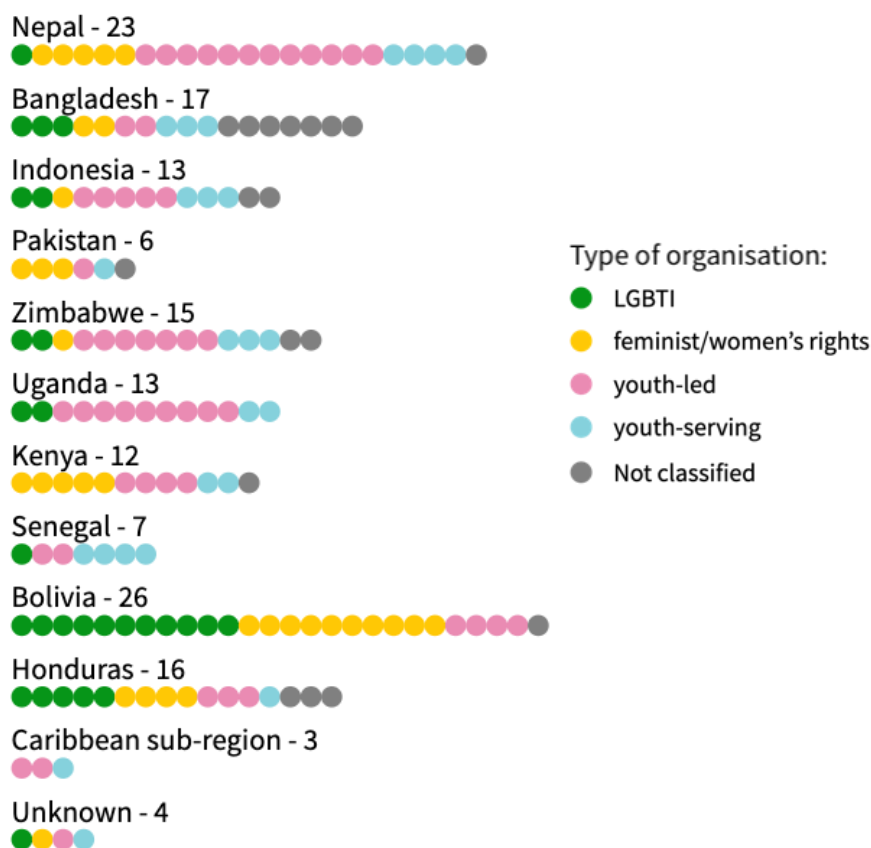 Nepal - 23
Bangladesh - 17
Indonesia - 13
Pakistan - 6
Zimbabwe - 15
Uganda - 13
Kenya - 12
Senegal - 7
Bolivia - 26
Honduras - 16
Caribbean sub-region - 3
Unknown - 4
Type of organisation:
LGBTI
feminist/women’s rights
youth-led
youth-serving
Not classified